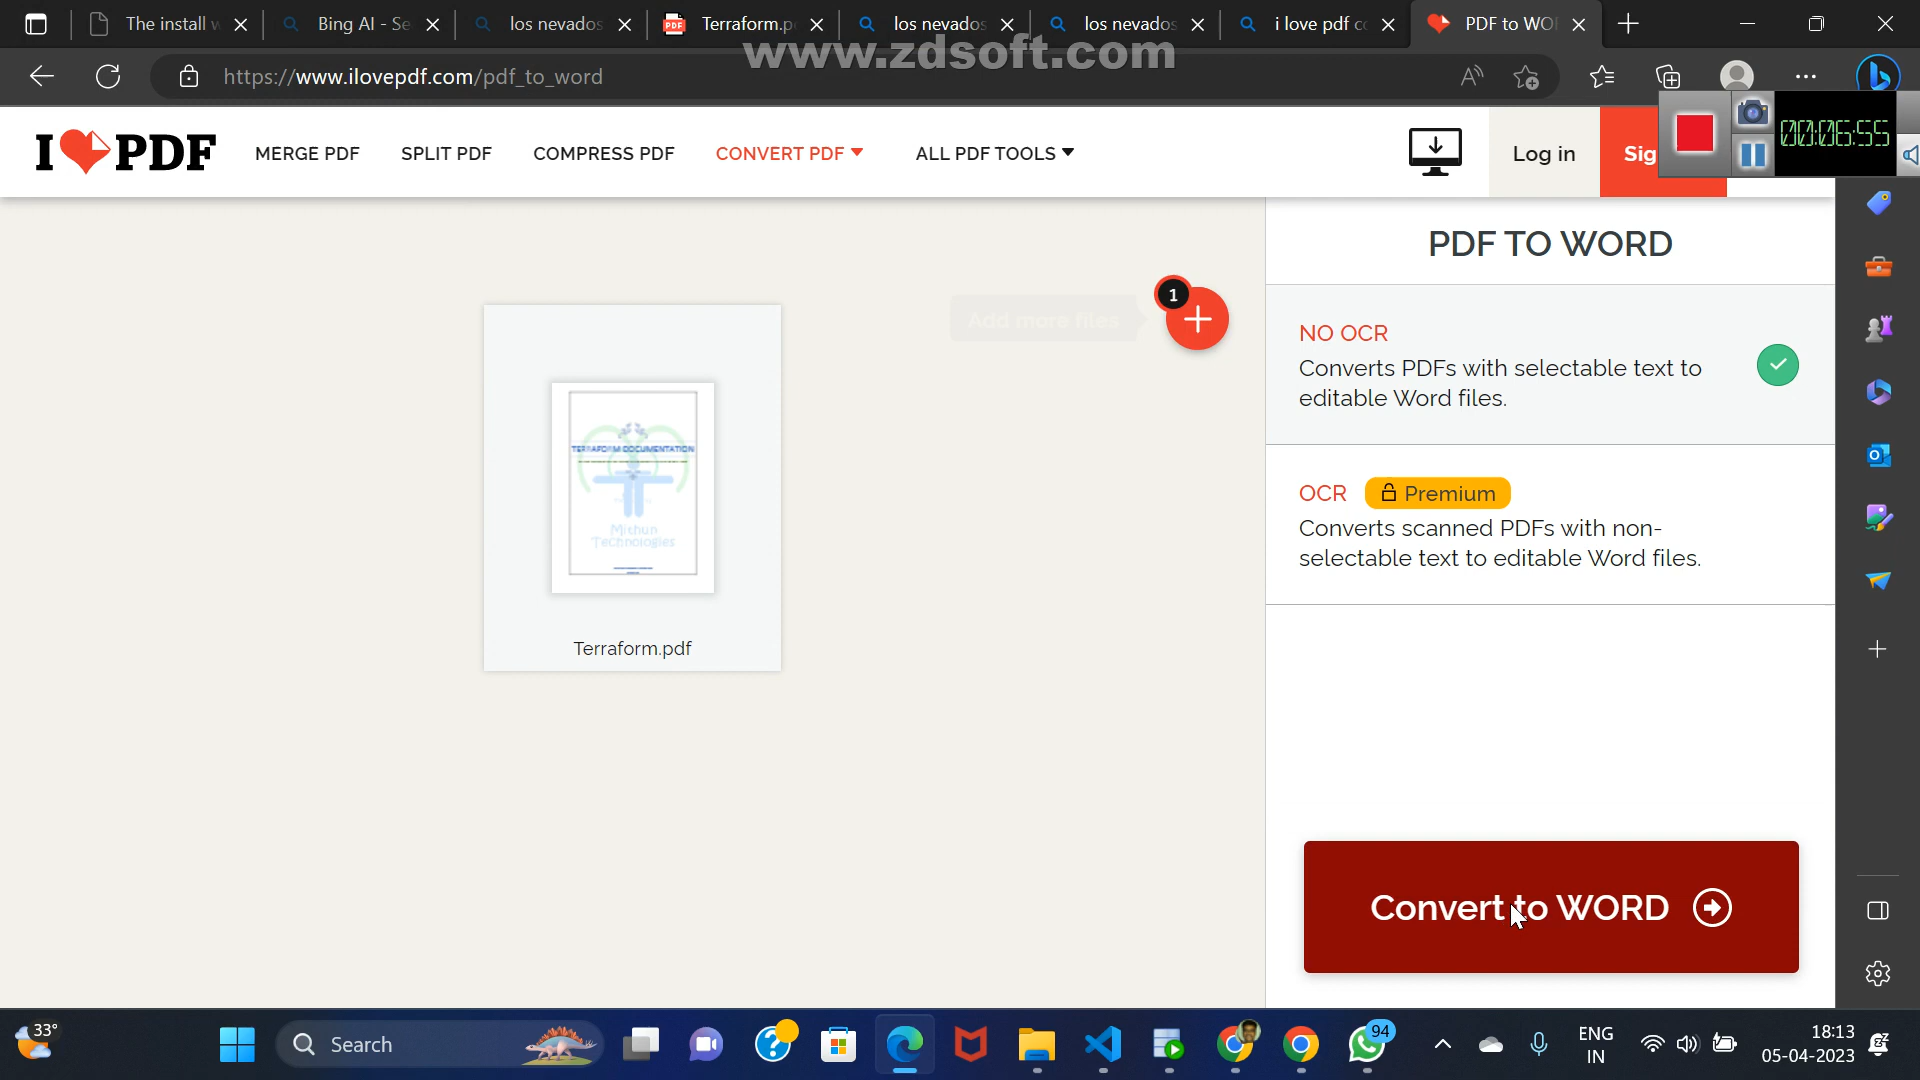 The install w
Bing AI - Se
los nevados
Terraform.p
los nevados
los nevados
i love pdf co
PDF to WO
www.zdsoft.com
https://www.ilovepdf.com/pdf_to_word
00:06:55
I PDF
MERGE PDF
SPLIT PDF
COMPRESS PDF
CONVERT PDF
ALL PDF TOOLS
Log in
Sig
PDF TO WORD
Add more files
1
NO OCR
Converts PDFs with selectable text to
editable Word files.
OCR Premium
Converts scanned PDFs with non-
selectable text to editable Word files.
TERRAFORM DOCUMENTATION
Mithun
Technologies
Terraform.pdf
Convert to WORD
33°
Search
94
ENG
IN
18:13
05-04-2023